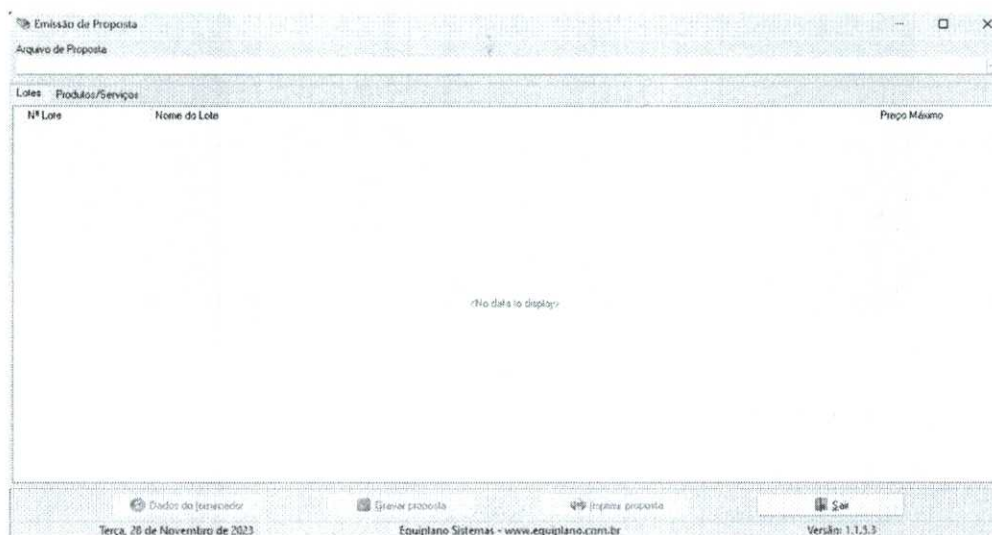 Emissão de Proposta
Arquivo de Proposta
Lotes Produtos/Serviços
Nº Lote Nome do Lote Preço Máximo
<No data to display>
Dados do fornecedor Gravar proposta Imprimir proposta Sair
Terça, 28 de Novembro de 2023 Equiplano Sistemas - www.equiplano.com.br Versão: 1.1.5.3